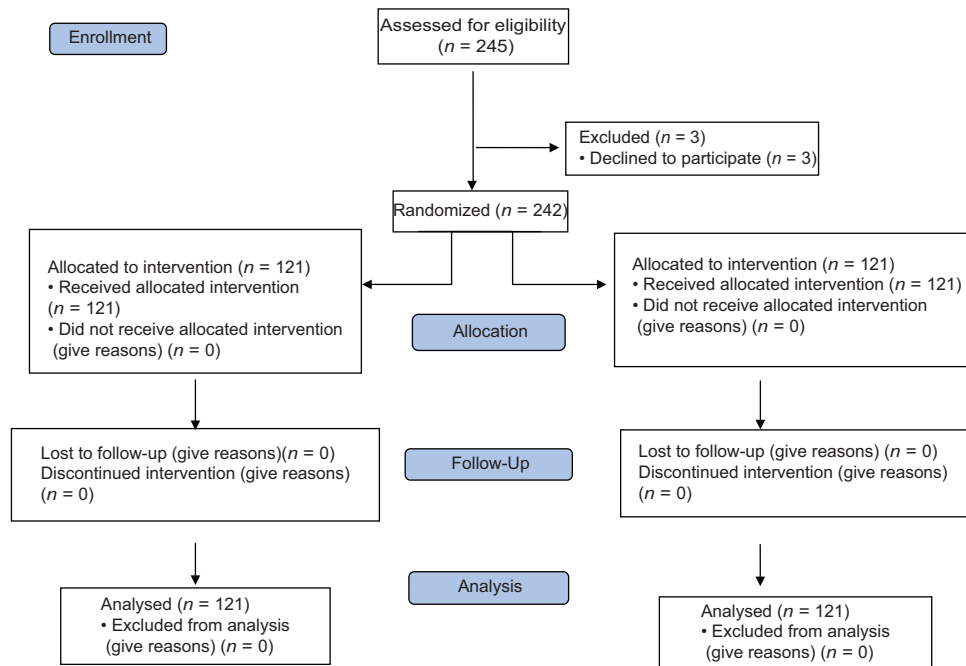 Enrollment
Assessed for eligibility
(n = 245)
Excluded (n = 3)
• Declined to participate (n = 3)
Randomized (n = 242)
Allocated to intervention (n = 121)
• Received allocated intervention
(n = 121)
• Did not receive allocated intervention
(give reasons) (n = 0)
Allocation
Allocated to intervention (n = 121)
• Received allocated intervention (n = 121)
• Did not receive allocated intervention
(give reasons) (n = 0)
Lost to follow-up (give reasons)(n = 0)
Discontinued intervention (give reasons)
(n = 0)
Follow-Up
Lost to follow-up (give reasons) (n = 0)
Discontinued intervention (give reasons)
(n = 0)
Analysis
Analysed (n = 121)
• Excluded from analysis
(give reasons) (n = 0)
Analysed (n = 121)
• Excluded from analysis
(give reasons) (n = 0)